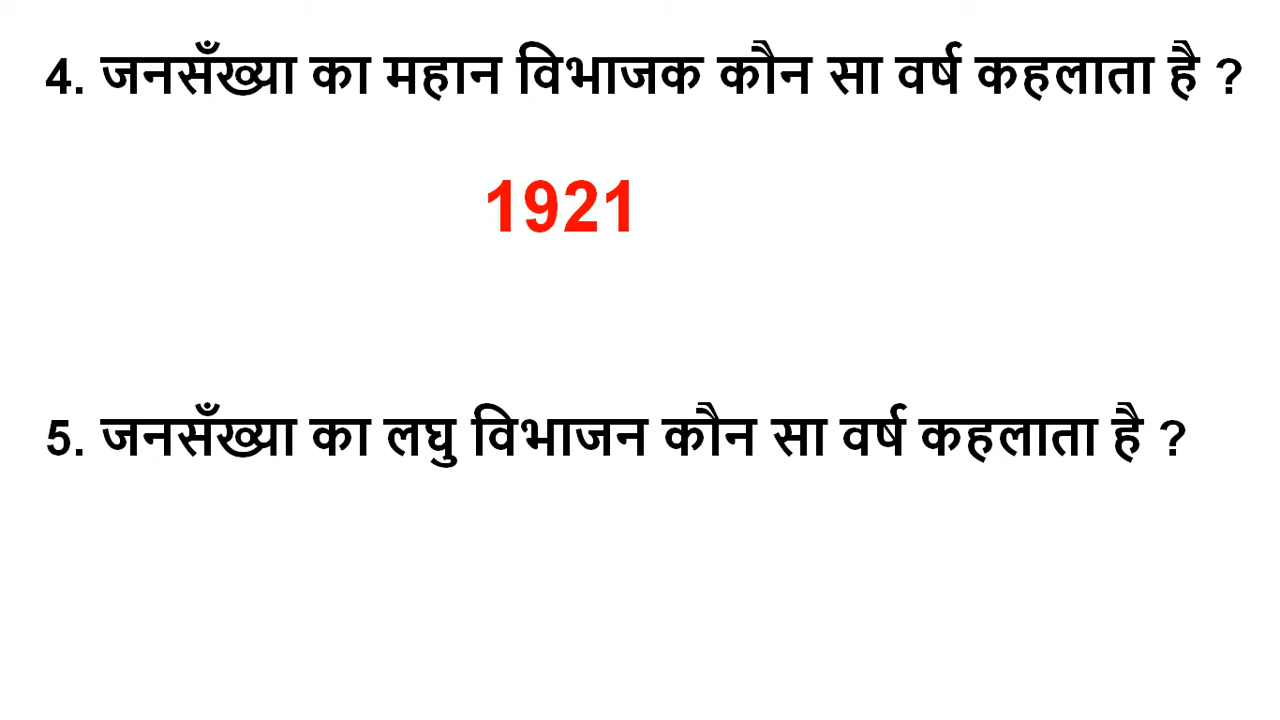 4. जनसँख्या का महान विभाजक कौन सा वर्ष कहलाता है ?
1921
5. जनसँख्या का लघु विभाजन कौन सा वर्ष कहलाता है ?